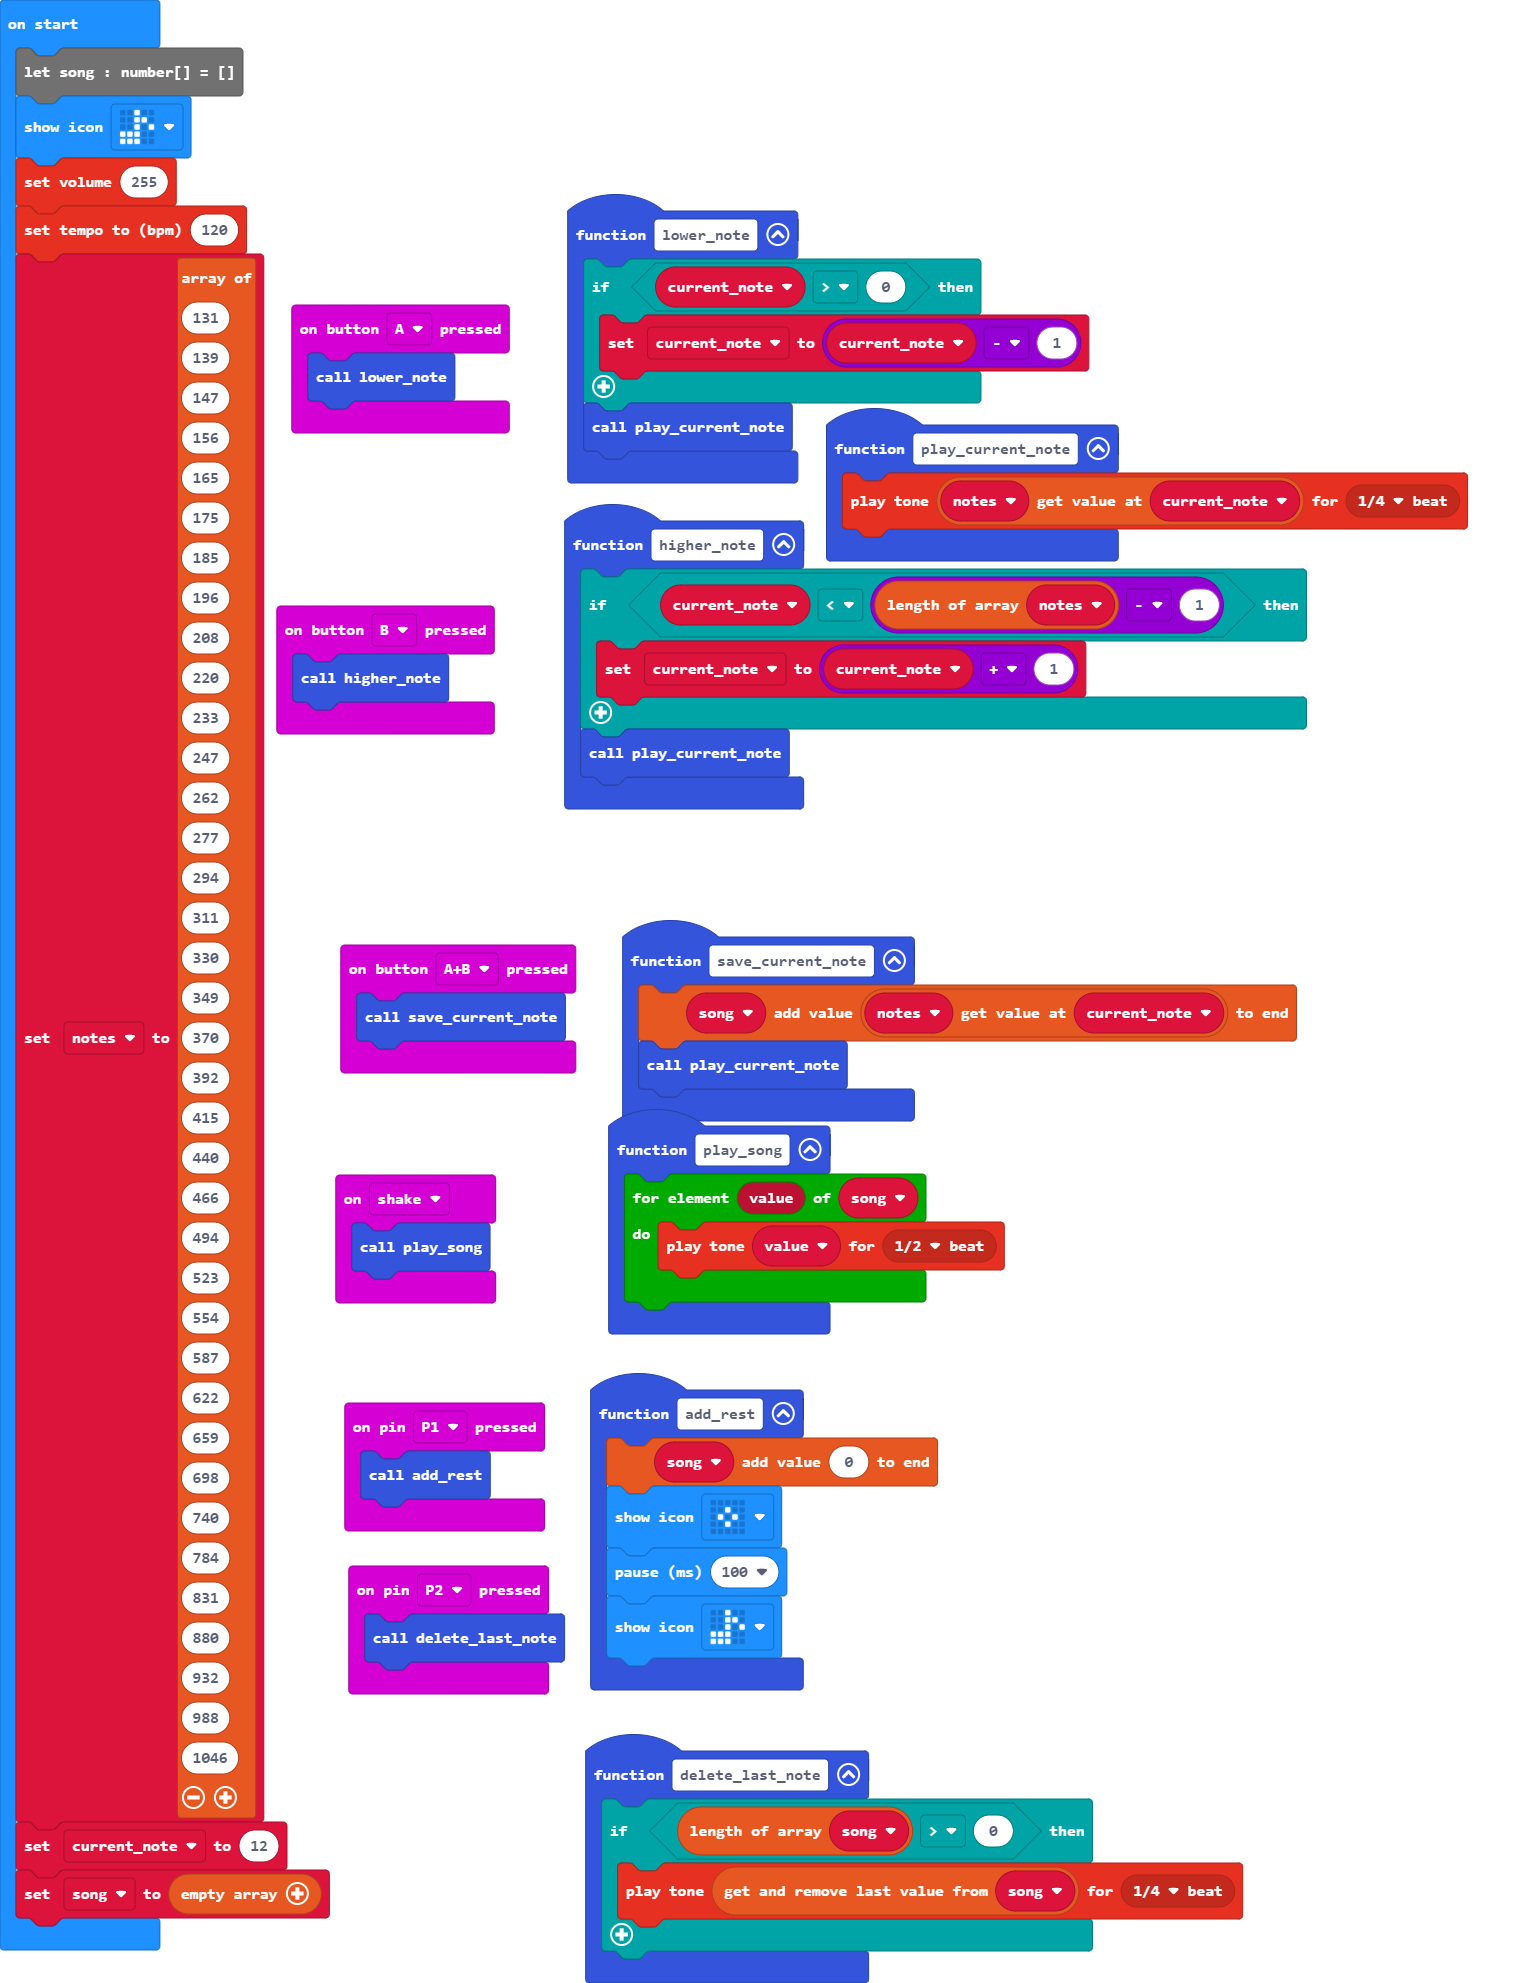 on start
let song : number[] = []
show icon
set volume 255
set tempo to (bpm) 120
set notes to array of
131
139
147
156
165
175
185
196
208
220
233
247
262
277
294
311
330
349
370
392
415
440
466
494
523
554
587
622
659
698
740
784
831
880
932
988
1046
set current_note to 12
set song to empty array
on button A pressed
call lower_note
function lower_note
if current_note > 0 then
set current_note to current_note - 1
call play_current_note
function play_current_note
play tone notes get value at current_note for 1/4 beat
on button B pressed
call higher_note
function higher_note
if current_note < length of array notes - 1 then
set current_note to current_note + 1
call play_current_note
on button A+B pressed
call save_current_note
function save_current_note
song add value notes get value at current_note to end
call play_current_note
on shake
call play_song
function play_song
for element value of song
do play tone value for 1/2 beat
on pin P1 pressed
call add_rest
function add_rest
song add value 0 to end
show icon
pause (ms) 100
show icon
on pin P2 pressed
call delete_last_note
function delete_last_note
if length of array song > 0 then
play tone get and remove last value from song for 1/4 beat